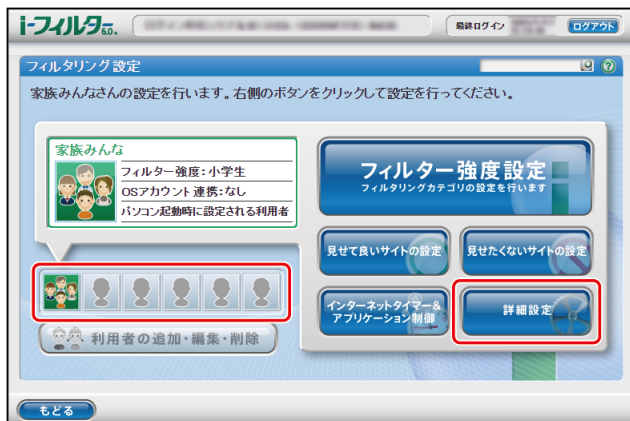 i-フィルター 6.0
最終ログイン
ログアウト
フィルタリング設定
家族みんなさんの設定を行います。右側のボタンをクリックして設定を行ってください。
家族みんな
フィルター強度:小学生
OSアカウント連携:なし
パソコン起動時に設定される利用者
フィルター強度設定
フィルタリングカテゴリの設定を行います
見せて良いサイトの設定
見せたくないサイトの設定
インターネットタイマー&
アプリケーション制御
詳細設定
利用者の追加・編集・削除
もどる